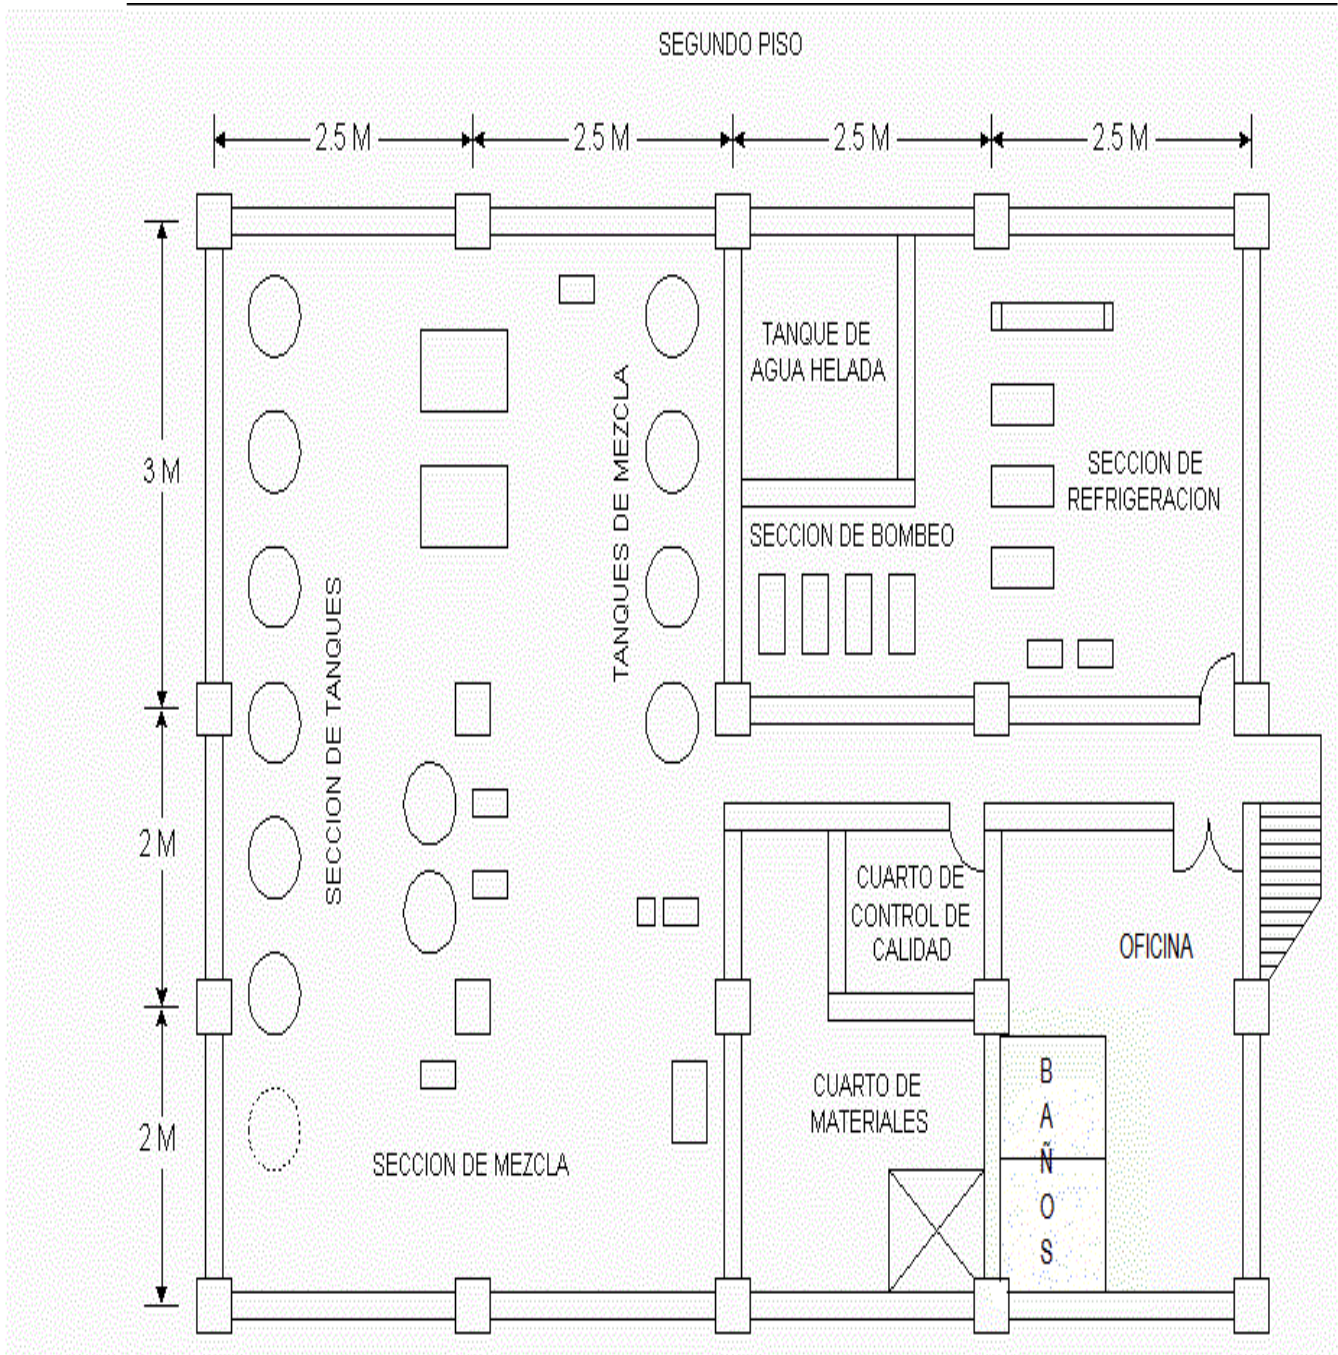 SEGUNDO PISO
2.5 M
2.5 M
2.5 M
2.5 M
3 M
2 M
2 M
SECCION DE TANQUES
TANQUES DE MEZCLA
TANQUE DE
AGUA HELADA
SECCION DE
REFRIGERACION
SECCION DE BOMBEO
CUARTO DE
CONTROL DE
CALIDAD
OFICINA
CUARTO DE
MATERIALES
BAÑOS
SECCION DE MEZCLA